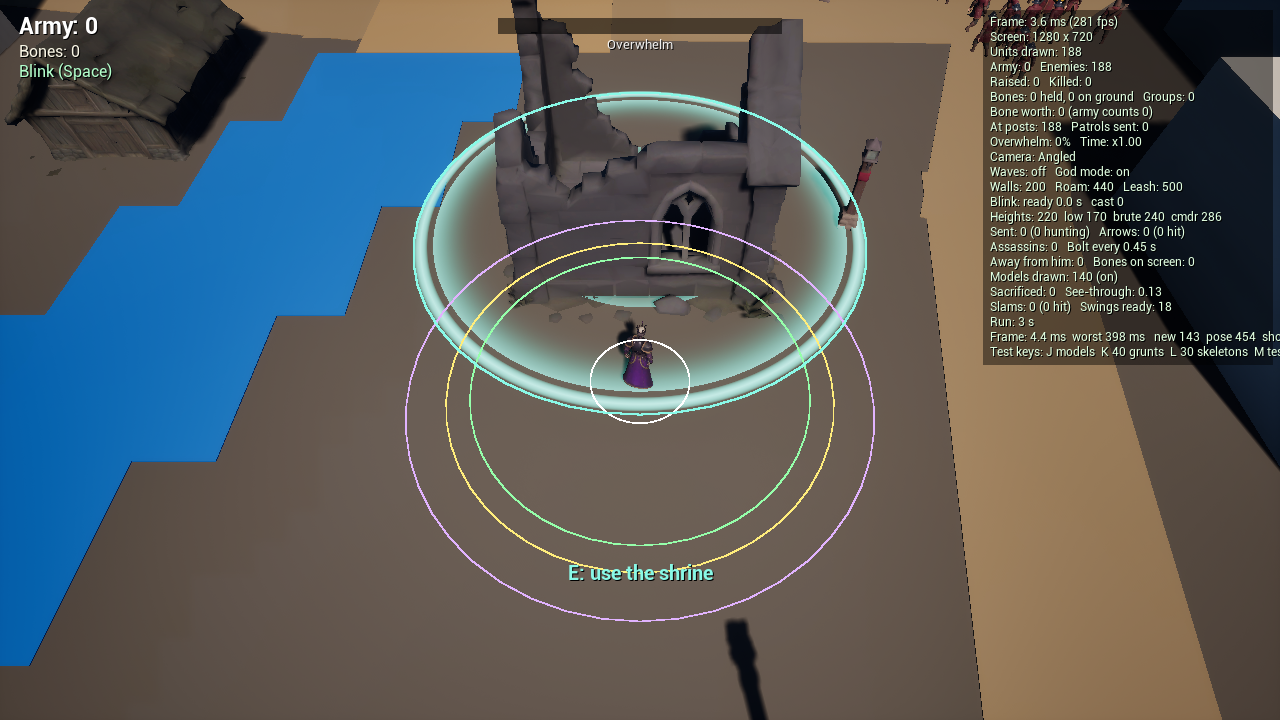 Army: 0
Bones: 0
Blink (Space)
Overwhelm
Frame: 3.6 ms (281 fps)
Screen: 1280 x 720
Units drawn: 188
Army: 0 Enemies: 188
Raised: 0 Killed: 0
Bones: 0 held, 0 on ground Groups: 0
Bone worth: 0 (army counts 0)
At posts: 188 Patrols sent: 0
Overwhelm: 0% Time: x1.00
Camera: Angled
Waves: off God mode: on
Walls: 200 Roam: 440 Leash: 500
Blink: ready 0.0 s cast 0
Heights: 220 low 170 brute 240 cmdr 286
Sent: 0 (0 hunting) Arrows: 0 (0 hit)
Assassins: 0 Bolt every 0.45 s
Away from him: 0 Bones on screen: 0
Models drawn: 140 (on)
Sacrificed: 0 See-through: 0.13
Slams: 0 (0 hit) Swings ready: 18
Run: 3 s
Frame: 4.4 ms worst 398 ms new 143 pose 454
Test keys: J models K 40 grunts L 30 skeletons M
E: use the shrine